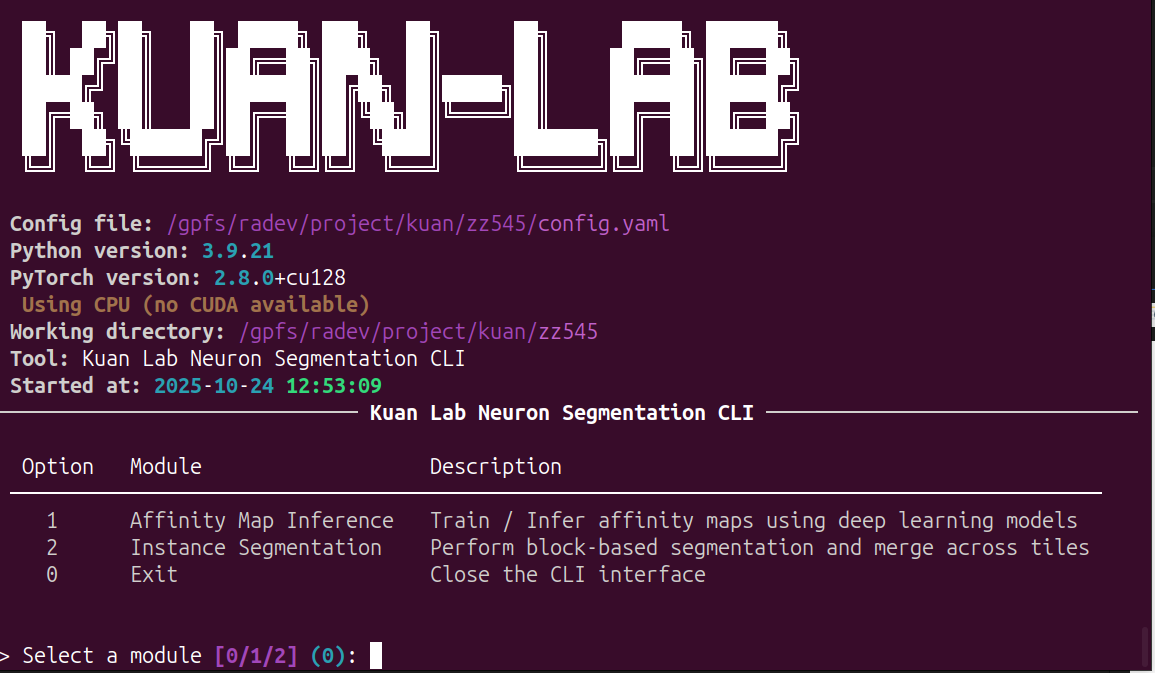 KUAN-LAB
Config file: /gpfs/radev/project/kuan/zz545/config.yaml
Python version: 3.9.21
PyTorch version: 2.8.0+cu128
Using CPU (no CUDA available)
Working directory: /gpfs/radev/project/kuan/zz545
Tool: Kuan Lab Neuron Segmentation CLI
Started at: 2025-10-24 12:53:09
Kuan Lab Neuron Segmentation CLI
Option Module Description
1 Affinity Map Inference Train / Infer affinity maps using deep learning models
2 Instance Segmentation Perform block-based segmentation and merge across tiles
0 Exit Close the CLI interface
> Select a module [0/1/2] (0):